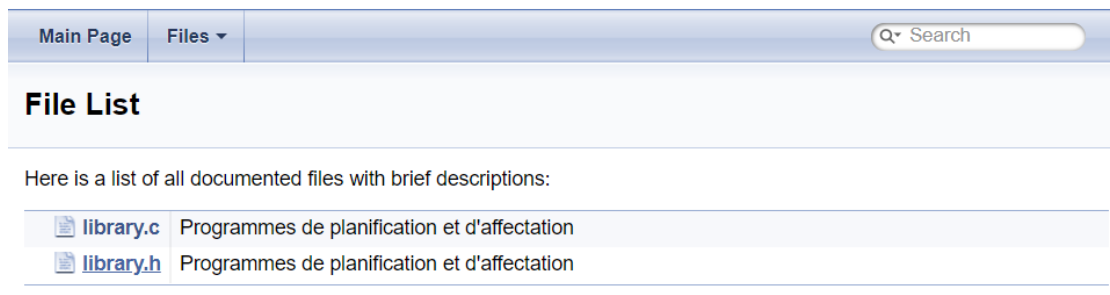 Main Page Files Search
File List
Here is a list of all documented files with brief descriptions:
library.c Programmes de planification et d'affectation
library.h Programmes de planification et d'affectation